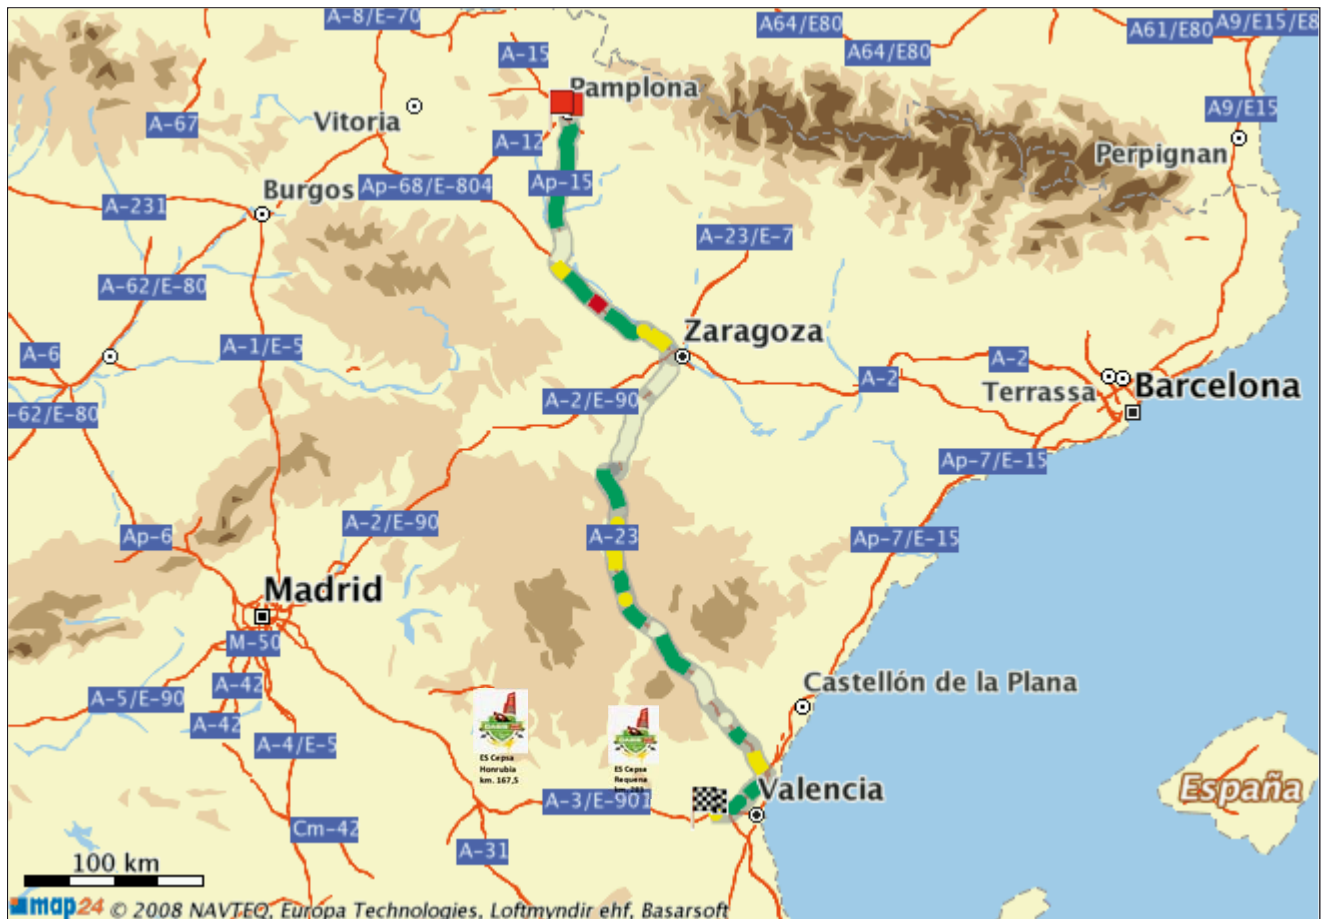 A-8/E-70
A64/E80
A61/E80
A9/E15/E8
A64/E80
A-15
Pamplona
A9/E15
Vitoria
A-67
A-12
Perpignan
Burgos
Ap-68/E-804
Ap-15
A-231
A-23/E-7
A-62/E-80
Zaragoza
A-6
A-1/E-5
A-2
A-2
Terrassa
Barcelona
-62/E-80
A-2/E-90
Ap-7/E-15
A-2/E-90
Ap-6
A-23
Ap-7/E-15
Madrid
M-50
A-42
Castellón de la Plana
A-5/E-90
A-42
A-4/E-5
ES Cepsa
Honrubia
km. 167,5
ES Cepsa
Requena
España
Valencia
A-3/E-901
Cm-42
A-31
100 km
map24 © 2008 NAVTEQ, Europa Technologies, Loftmyndir ehf, Basarsoft